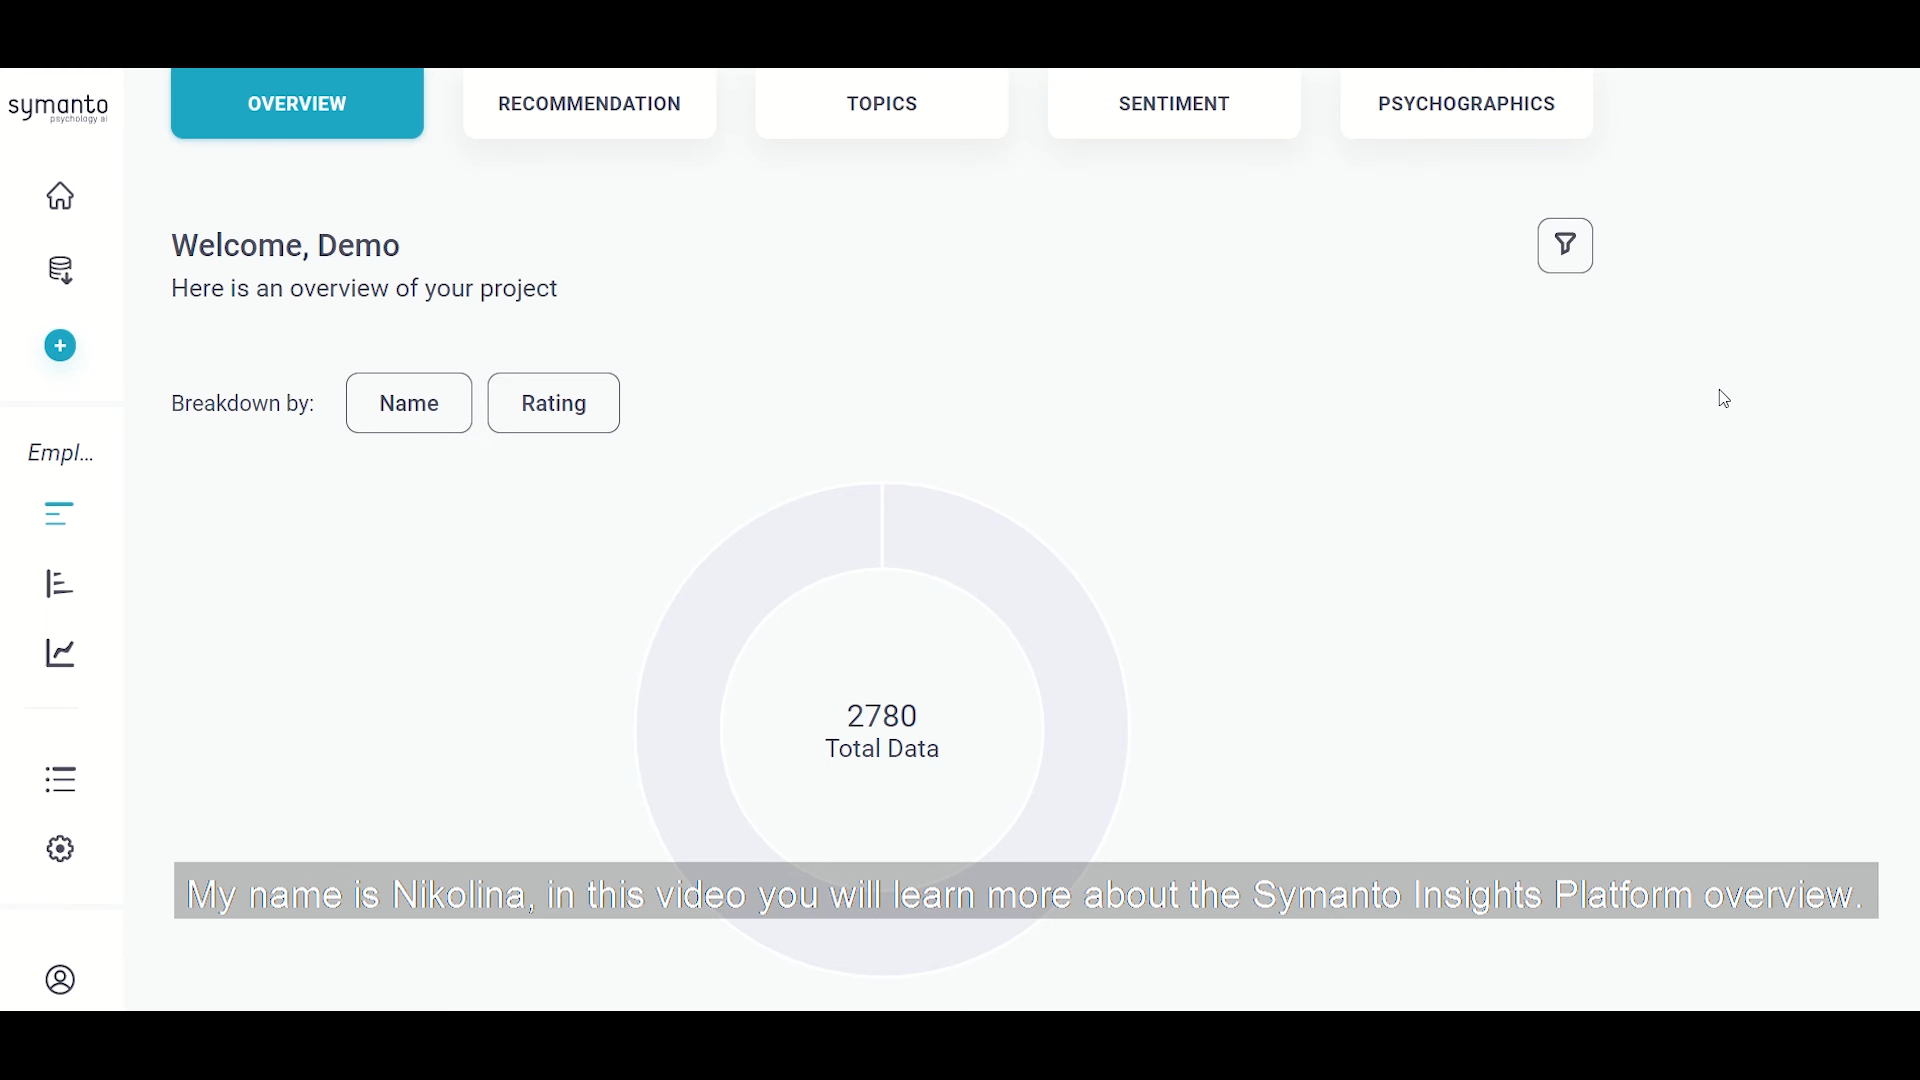 OVERVIEW
RECOMMENDATION
TOPICS
SENTIMENT
PSYCHOGRAPHICS
symanto
psychology ai
Welcome, Demo
Here is an overview of your project
Breakdown by:
Name
Rating
Empl...
2780
Total Data
My name is Nikolina, in this video you will learn more about the Symanto Insights Platform overview.